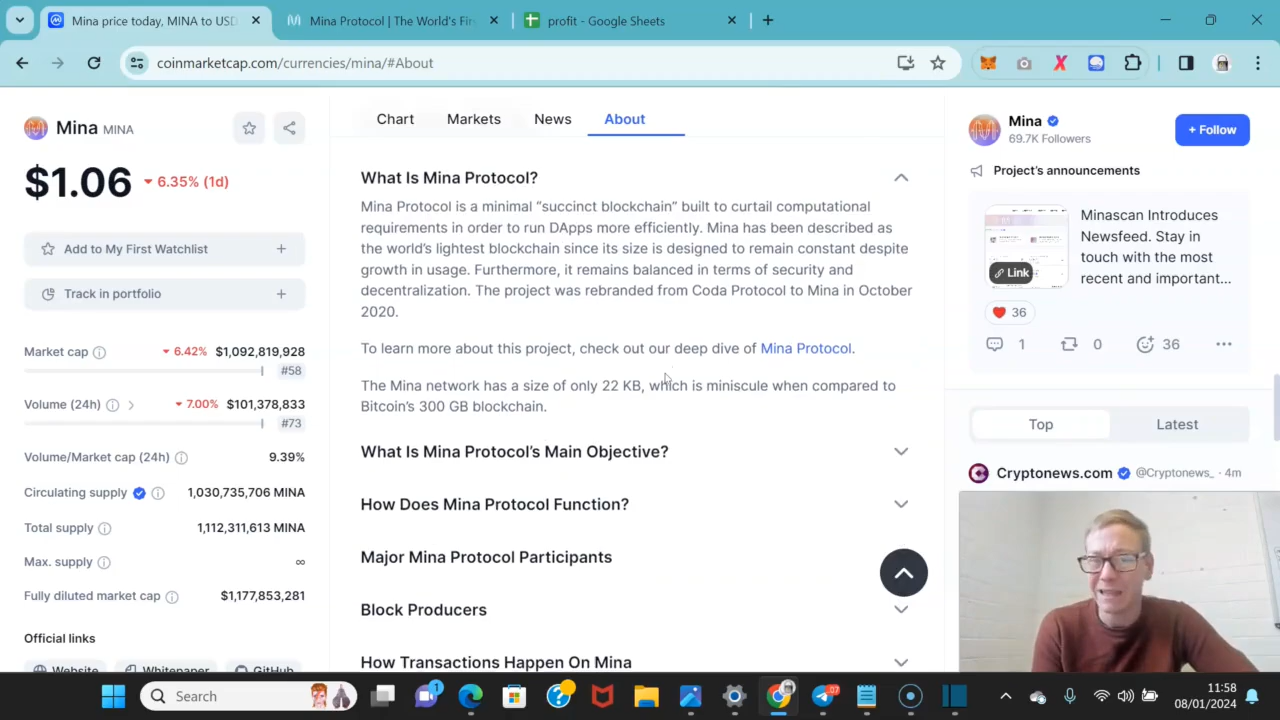 Mina price today, MINA to USD
Mina Protocol | The World's Fir
profit - Google Sheets
coinmarketcap.com/currencies/mina/#About
Mina MINA
$1.06 6.35% (1d)
Add to My First Watchlist
Track in portfolio
Market cap 6.42% $1,092,819,928
#58
Volume (24h) 7.00% $101,378,833
#73
Volume/Market cap (24h) 9.39%
Circulating supply 1,030,735,706 MINA
Total supply 1,112,311,613 MINA
Max. supply ∞
Fully diluted market cap $1,177,853,281
Official links
Website Whitepaper GitHub
Chart Markets News About
What Is Mina Protocol?
Mina Protocol is a minimal “succinct blockchain” built to curtail computational
requirements in order to run DApps more efficiently. Mina has been described as
the world’s lightest blockchain since its size is designed to remain constant despite
growth in usage. Furthermore, it remains balanced in terms of security and
decentralization. The project was rebranded from Coda Protocol to Mina in October
2020.
To learn more about this project, check out our deep dive of Mina Protocol.
The Mina network has a size of only 22 KB, which is miniscule when compared to
Bitcoin’s 300 GB blockchain.
What Is Mina Protocol’s Main Objective?
How Does Mina Protocol Function?
Major Mina Protocol Participants
Block Producers
How Transactions Happen On Mina
Mina
69.7K Followers
+ Follow
Project’s announcements
Minascan Introduces
Newsfeed. Stay in
touch with the most
recent and important...
Link
36
1 0 36
Top Latest
Cryptonews.com @Cryptonews_ · 4m
Search
11:58
08/01/2024